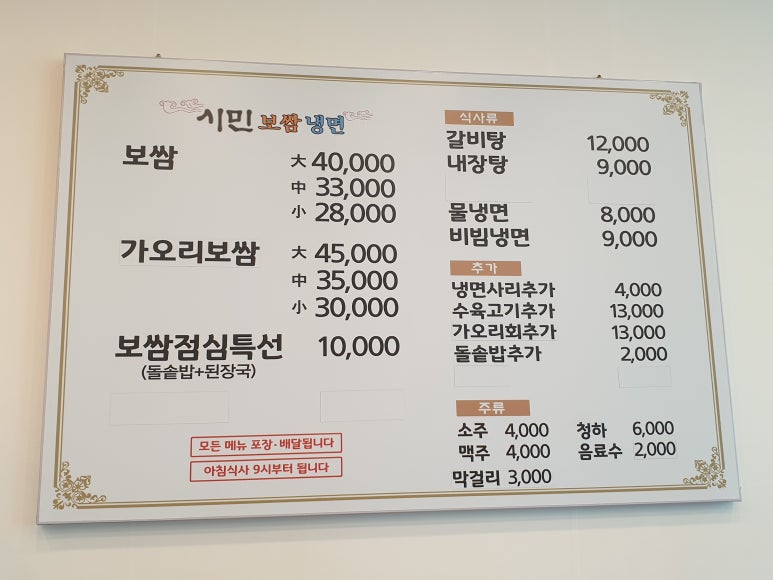 시민 보쌈 냉면
보쌈 大 40,000
中 33,000
小 28,000
가오리보쌈 大 45,000
中 35,000
小 30,000
보쌈점심특선 10,000
(돌솥밥+된장국)
모든 메뉴 포장·배달됩니다
아침식사 9시부터 됩니다
식사류
갈비탕 12,000
내장탕 9,000
물냉면 8,000
비빔냉면 9,000
추가
냉면사리추가 4,000
수육고기추가 13,000
가오리회추가 13,000
돌솥밥추가 2,000
주류
소주 4,000 청하 6,000
맥주 4,000 음료수 2,000
막걸리 3,000